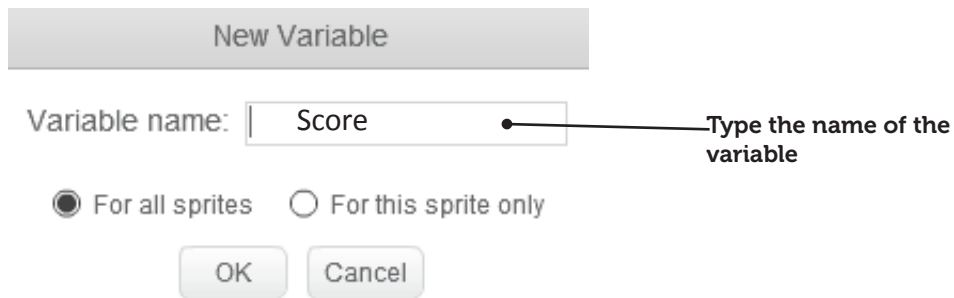 New Variable
Variable name: Score
Type the name of the
variable
For all sprites For this sprite only
OK Cancel